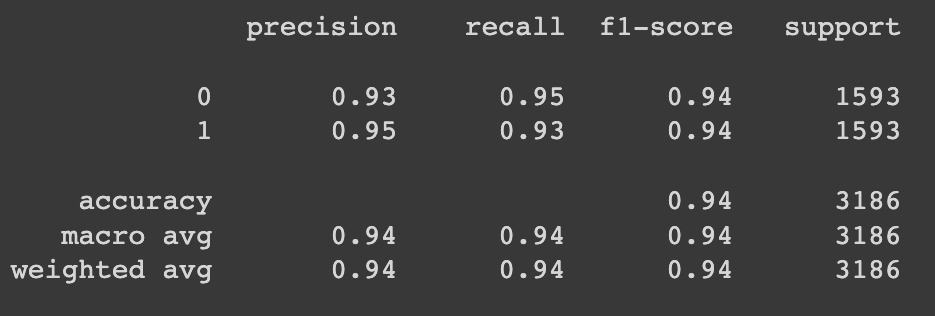 precision recall f1-score support
0 0.93 0.95 0.94 1593
1 0.95 0.93 0.94 1593
accuracy 0.94 3186
macro avg 0.94 0.94 0.94 3186
weighted avg 0.94 0.94 0.94 3186